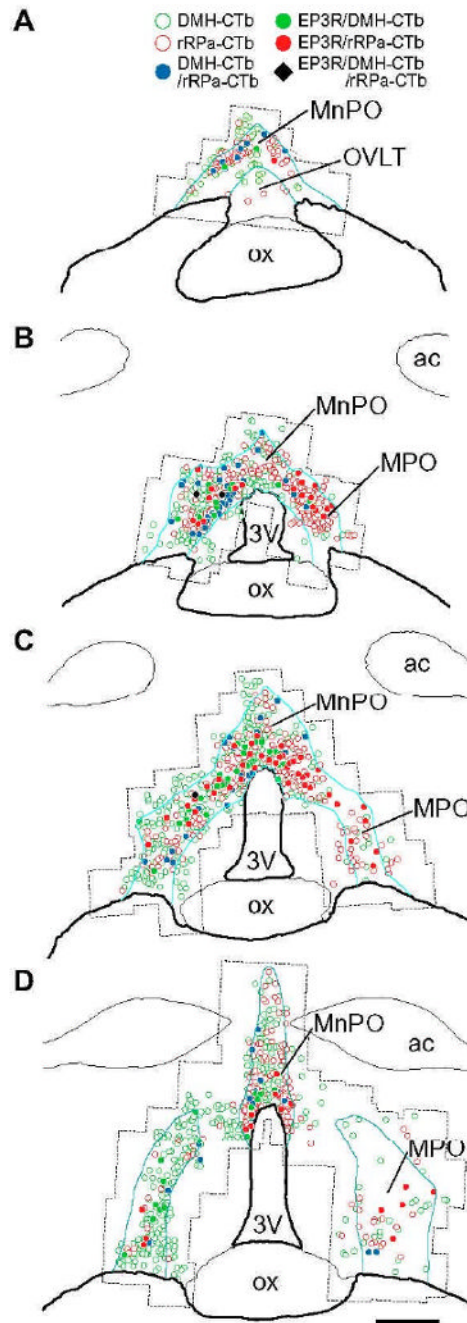 A
DMH-CTb EP3R/DMH-CTb
rRPa-CTb EP3R/rRPa-CTb
DMH-CTb EP3R/DMH-CTb
/rRPa-CTb /rRPa-CTb
MnPO
OVLT
ox
B
ac
MnPO
MPO
3V
ox
C
ac
MnPO
MPO
3V
ox
D
MnPO
ac
MPO
3V
ox